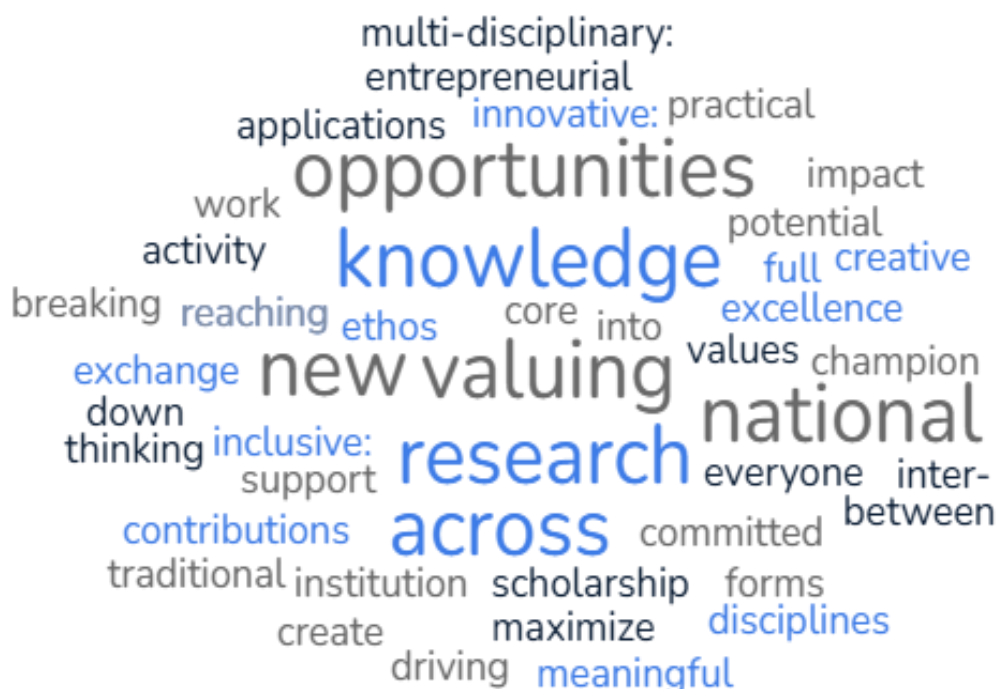 multi-disciplinary:
entrepreneurial
applications innovative: practical
opportunities impact
work potential
activity knowledge full creative
breaking reaching ethos core into excellence
exchange new valuing values champion
down national
thinking inclusive: research everyone inter-
support between
contributions across committed
traditional institution scholarship forms
create maximize disciplines
driving meaningful